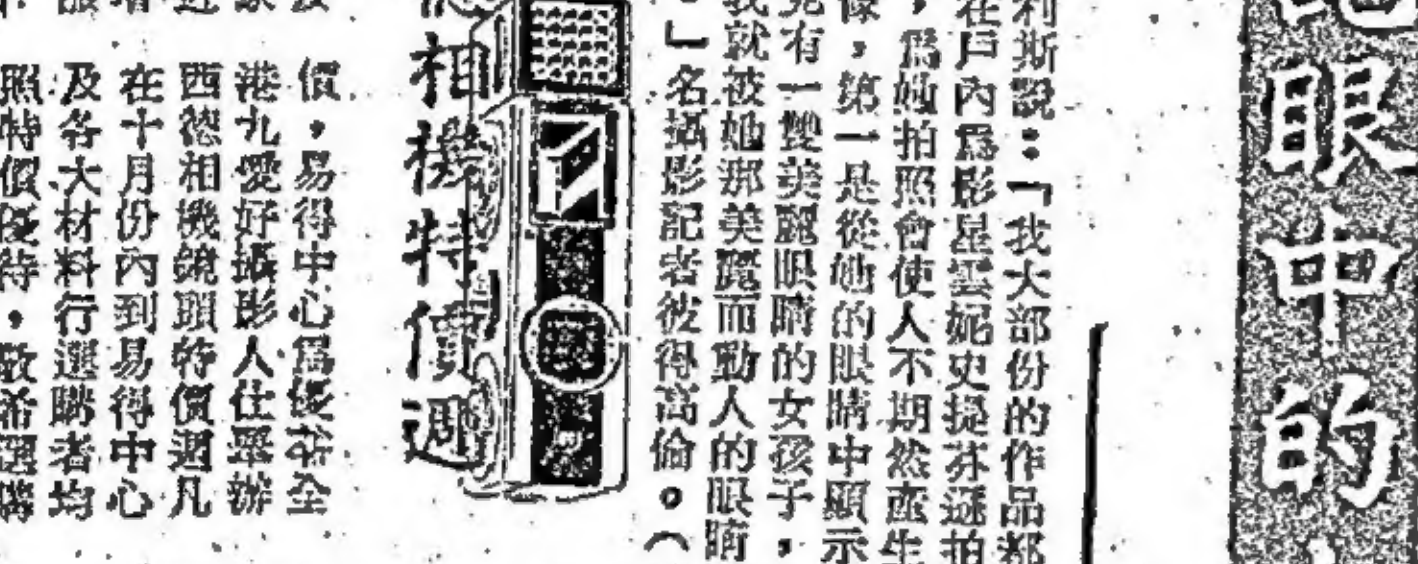 眼中的
利斯說：「我大部份的作品都
在戶內爲影星雲妮史提芬遜拍
，爲她拍照會使人不期然產生
像，第一是從她的眼睛中顯示
有一雙美麗眼睛的女孩子，
我就被她那美麗而動人的眼睛
。」名攝影記者彼得高倫。（
相機特價週
價，易得中心爲優待全
港九愛好攝影人仕舉辦
西德相機鏡頭特價週凡
在十月份內到易得中心
及各大材料行選購者均
照特價優待，敬希選購